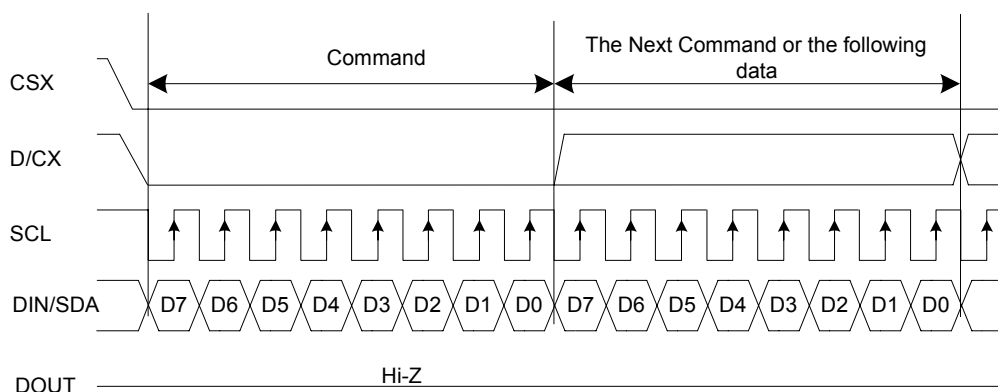 Command
The Next Command or the following
data
CSX
D/CX
SCL
DIN/SDA D7 D6 D5 D4 D3 D2 D1 D0 D7 D6 D5 D4 D3 D2 D1 D0
Hi-Z
DOUT